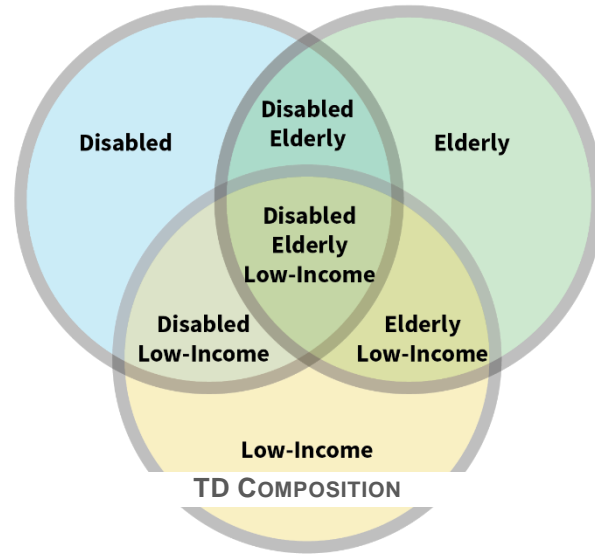 Disabled
Elderly
Disabled
Elderly
Disabled
Elderly
Low-Income
Disabled
Low-Income
Elderly
Low-Income
Low-Income
TD COMPOSITION